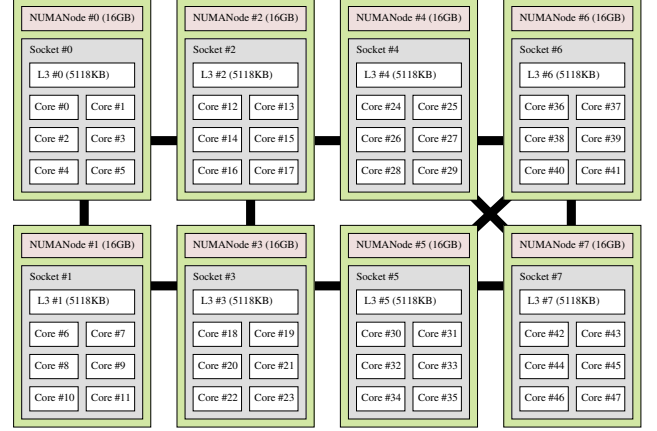 NUMANode #0 (16GB)
Socket #0
L3 #0 (5118KB)
Core #0 Core #1
Core #2 Core #3
Core #4 Core #5
NUMANode #2 (16GB)
Socket #2
L3 #2 (5118KB)
Core #12 Core #13
Core #14 Core #15
Core #16 Core #17
NUMANode #4 (16GB)
Socket #4
L3 #4 (5118KB)
Core #24 Core #25
Core #26 Core #27
Core #28 Core #29
NUMANode #6 (16GB)
Socket #6
L3 #6 (5118KB)
Core #36 Core #37
Core #38 Core #39
Core #40 Core #41
NUMANode #1 (16GB)
Socket #1
L3 #1 (5118KB)
Core #6 Core #7
Core #8 Core #9
Core #10 Core #11
NUMANode #3 (16GB)
Socket #3
L3 #3 (5118KB)
Core #18 Core #19
Core #20 Core #21
Core #22 Core #23
NUMANode #5 (16GB)
Socket #5
L3 #5 (5118KB)
Core #30 Core #31
Core #32 Core #33
Core #34 Core #35
NUMANode #7 (16GB)
Socket #7
L3 #7 (5118KB)
Core #42 Core #43
Core #44 Core #45
Core #46 Core #47